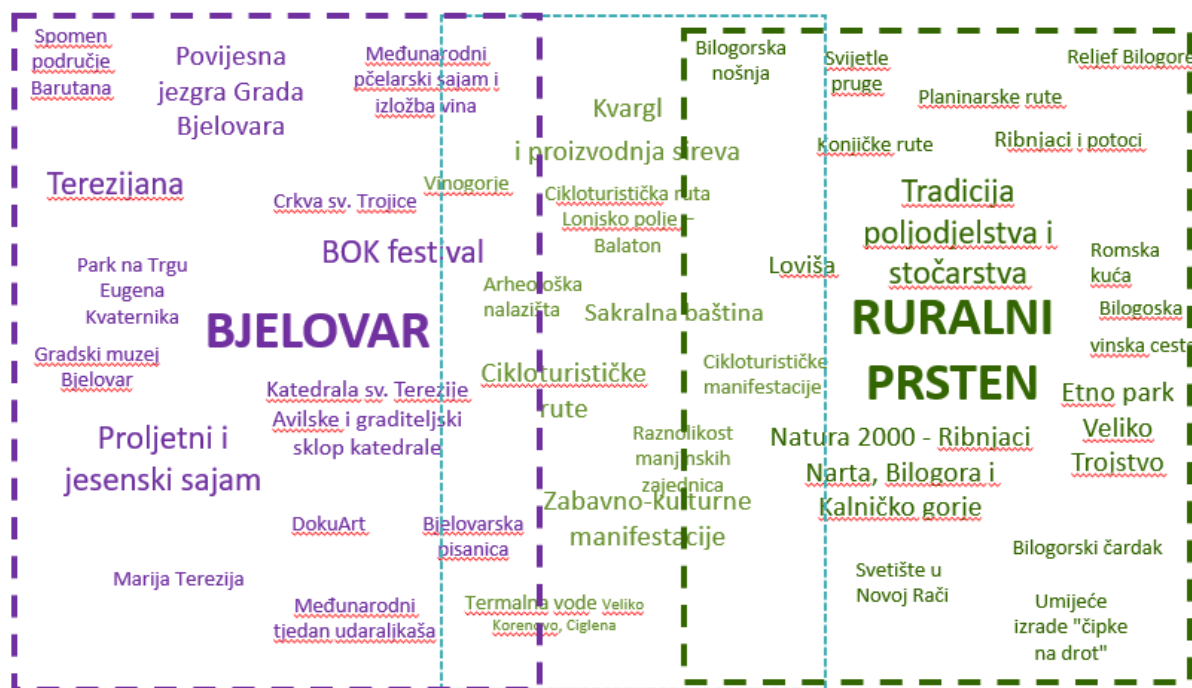 Spomen
područje
Barutana
Povijesna
jezgra Grada
Bjelovara
Međunarodni
pčelarski sajam i
izložba vina
Terezijana
Crkva sv. Trojice
BOK festival
Park na Trgu
Eugena
Kvaternika
BJELOVAR
Gradski muzej
Bjelovar
Katedrala sv. Terezije
Avilske i graditeljski
sklop katedrale
Proljetni i
jesenski sajam
DokuArt
Bjelovarska
pisanica
Marija Terezija
Međunarodni
tjedan udaraljkaša
Kvargl
i proizvodnja sireva
Vinogorje
Cikloturistička ruta
Lonjsko polje –
Balaton
Arheološka
nalazišta
Sakralna baština
Cikloturističke
rute
Cikloturističke
manifestacije
Raznolikost
manjinskih
zajednica
Zabavno-kulturne
manifestacije
Termalna vode Veliko
Korenovo, Ciglena
Bilogorska
nošnja
Svijetle
pruge
Reljef Bilogore
Planinarske rute
Konjičke rute
Ribnjaci i potoci
Tradicija
poljodjelstva i
stočarstva
Loviša
Romska
kuća
RURALNI
PRSTEN
Bilogoska
vinska cesta
Etno park
Veliko
Trojstvo
Natura 2000 - Ribnjaci
Narta, Bilogora i
Kalničko gorje
Bilogorski čardak
Svetište u
Novoj Rači
Umijeće
izrade "čipke
na drot"